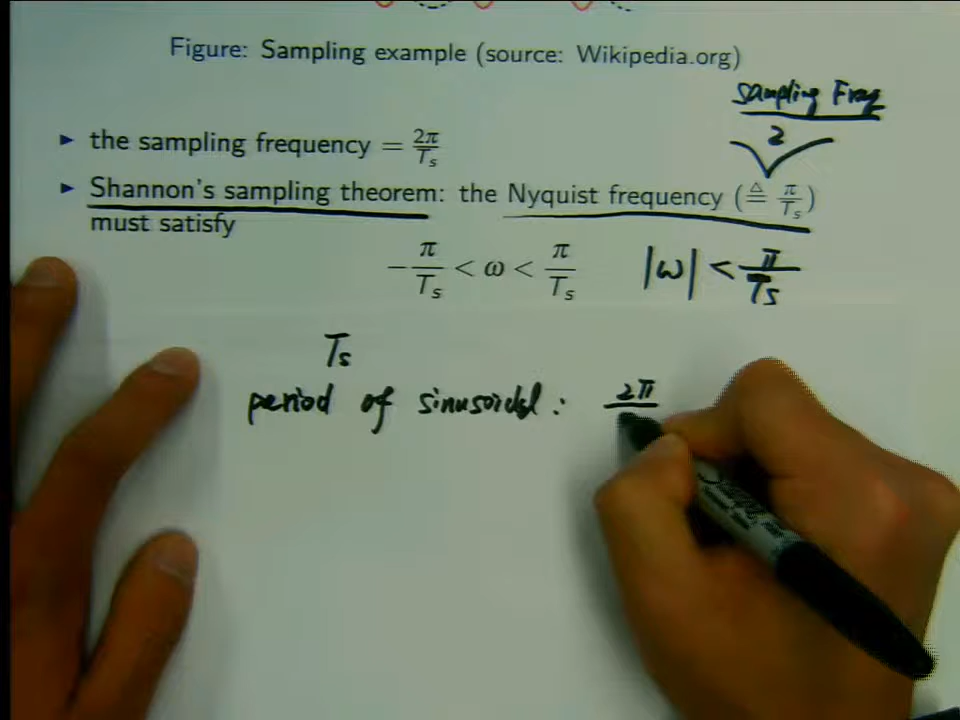 Figure: Sampling example (source: Wikipedia.org)
Sampling Freq
2
▶ the sampling frequency = 2π/Ts
▶ Shannon's sampling theorem: the Nyquist frequency (≜ π/Ts)
must satisfy
−π/Ts < ω < π/Ts |ω| < π/Ts
Ts
period of sinusoidal : 2π